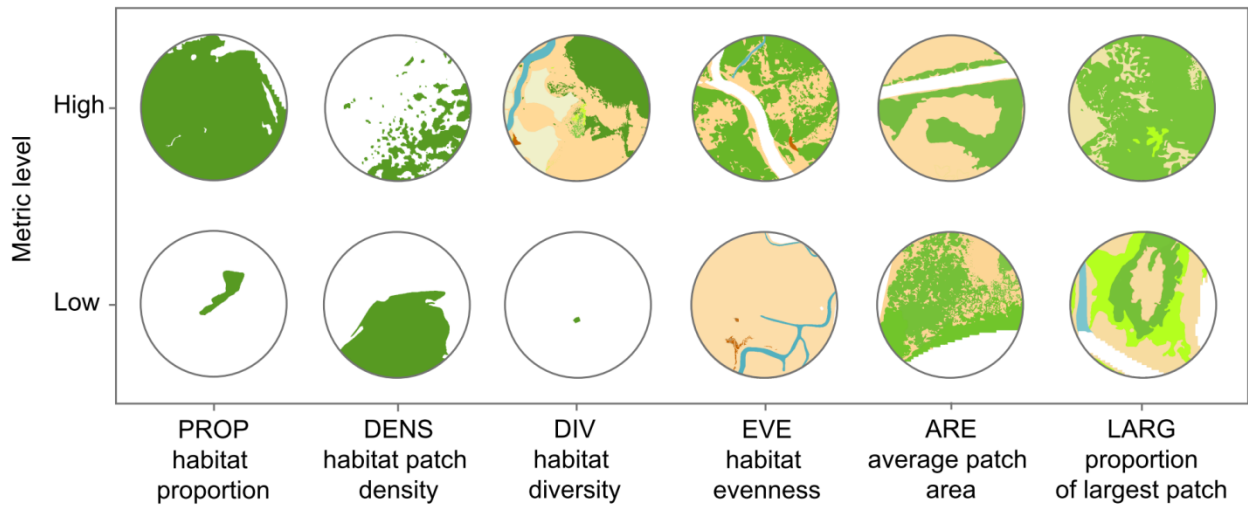 Metric level
High
Low
PROP
habitat
proportion
DENS
habitat patch
density
DIV
habitat
diversity
EVE
habitat
evenness
ARE
average patch
area
LARG
proportion
of largest patch